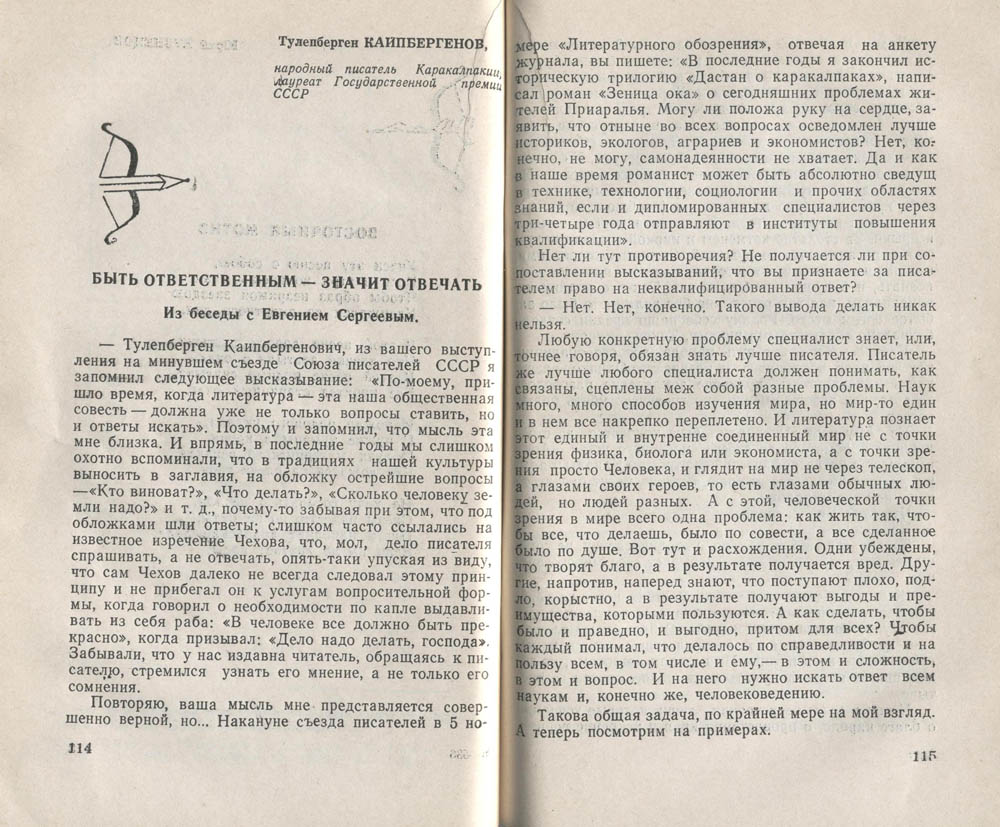 Тулепберген КАИПБЕРГЕНОВ,
народный писатель Каракалпакии,
лауреат Государственной премии
СССР
БЫТЬ ОТВЕТСТВЕННЫМ — ЗНАЧИТ ОТВЕЧАТЬ
Из беседы с Евгением Сергеевым.
— Тулепберген Каипбергенович, из вашего выступ-
ления на минувшем съезде Союза писателей СССР я
запомнил следующее высказывание: «По-моему, при-
шло время, когда литература — эта наша общественная
совесть — должна уже не только вопросы ставить, но
и ответы искать». Поэтому и запомнил, что мысль эта
мне близка. И впрямь, в последние годы мы слишком
охотно вспоминали, что в традициях нашей культуры
выносить в заглавия, на обложку острейшие вопросы
—«Кто виноват?», «Что делать?», «Сколько человеку зе-
мли надо?» и т. д., почему-то забывая при этом, что под
обложками шли ответы; слишком часто ссылались на
известное изречение Чехова, что, мол, дело писателя
спрашивать, а не отвечать, опять-таки упуская из виду,
что сам Чехов далеко не всегда следовал этому прин-
ципу и не прибегал он к услугам вопросительной фор-
мы, когда говорил о необходимости по капле выдавли-
вать из себя раба: «В человеке все должно быть пре-
красно», когда призывал: «Дело надо делать, господа».
Забывали, что у нас издавна читатель, обращаясь к пи-
сателю, стремился узнать его мнение, а не только его
сомнения.
Повторяю, ваша мысль мне представляется совер-
шенно верной, но... Накануне съезда писателей в 5 но-
114
мере «Литературного обозрения», отвечая на анкету
журнала, вы пишете: «В последние годы я закончил ис-
торическую трилогию «Дастан о каракалпаках», напи-
сал роман «Зеница ока» о сегодняшних проблемах жи-
телей Приаралья. Могу ли положа руку на сердце, за-
явить, что отныне во всех вопросах осведомлен лучше
историков, экологов, аграриев и экономистов? Нет, ко-
нечно, не могу, самонадеянности не хватает. Да и как
в наше время романист может быть абсолютно сведущ
в технике, технологии, социологии и прочих областях
знаний, если и дипломированных специалистов через
три-четыре года отправляют в институты повышения
квалификации».
Нет ли тут противоречия? Не получается ли при со-
поставлении высказываний, что вы признаете за писа-
телем право на неквалифицированный ответ?
— Нет. Нет, конечно. Такого вывода делать никак
нельзя.
Любую конкретную проблему специалист знает, или,
точнее говоря, обязан знать лучше писателя. Писатель
же лучше любого специалиста должен понимать, как
связаны, сцеплены меж собой разные проблемы. Наук
много, много способов изучения мира, но мир-то един
и в нем все накрепко переплетено. И литература познает
этот единый и внутренне соединенный мир не с точки
зрения физика, биолога или экономиста, а с точки зре-
ния просто Человека, и глядит на мир не через телескоп,
а глазами своих героев, то есть глазами обычных лю-
дей, но людей разных. А с этой, человеческой точки
зрения в мире всего одна проблема: как жить так, что-
бы все, что делаешь, было по совести, а все сделанное
было по душе. Вот тут и расхождения. Одни убеждены,
что творят благо, а в результате получается вред. Дру-
гие, напротив, наперед знают, что поступают плохо, под-
ло, корыстно, а в результате получают выгоды и пре-
имущества, которыми пользуются. А как сделать, чтобы
было и праведно, и выгодно, притом для всех? Чтобы
каждый понимал, что делалось по справедливости и на
пользу всем, в том числе и ему,— в этом и сложность,
в этом и вопрос. И на него нужно искать ответ всем
наукам и, конечно же, человековедению.
Такова общая задача, по крайней мере на мой взгляд.
А теперь посмотрим на примерах.
115